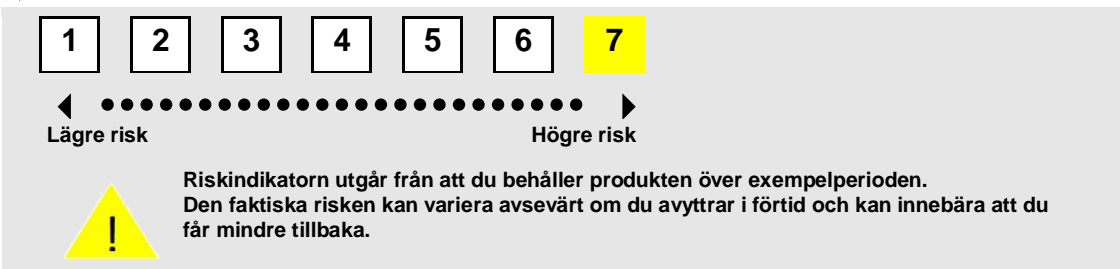 1 2 3 4 5 6 7
Lägre risk Högre risk
Riskindikatorn utgår från att du behåller produkten över exempelperioden.
Den faktiska risken kan variera avsevärt om du avyttrar i förtid och kan innebära att du
får mindre tillbaka.
!